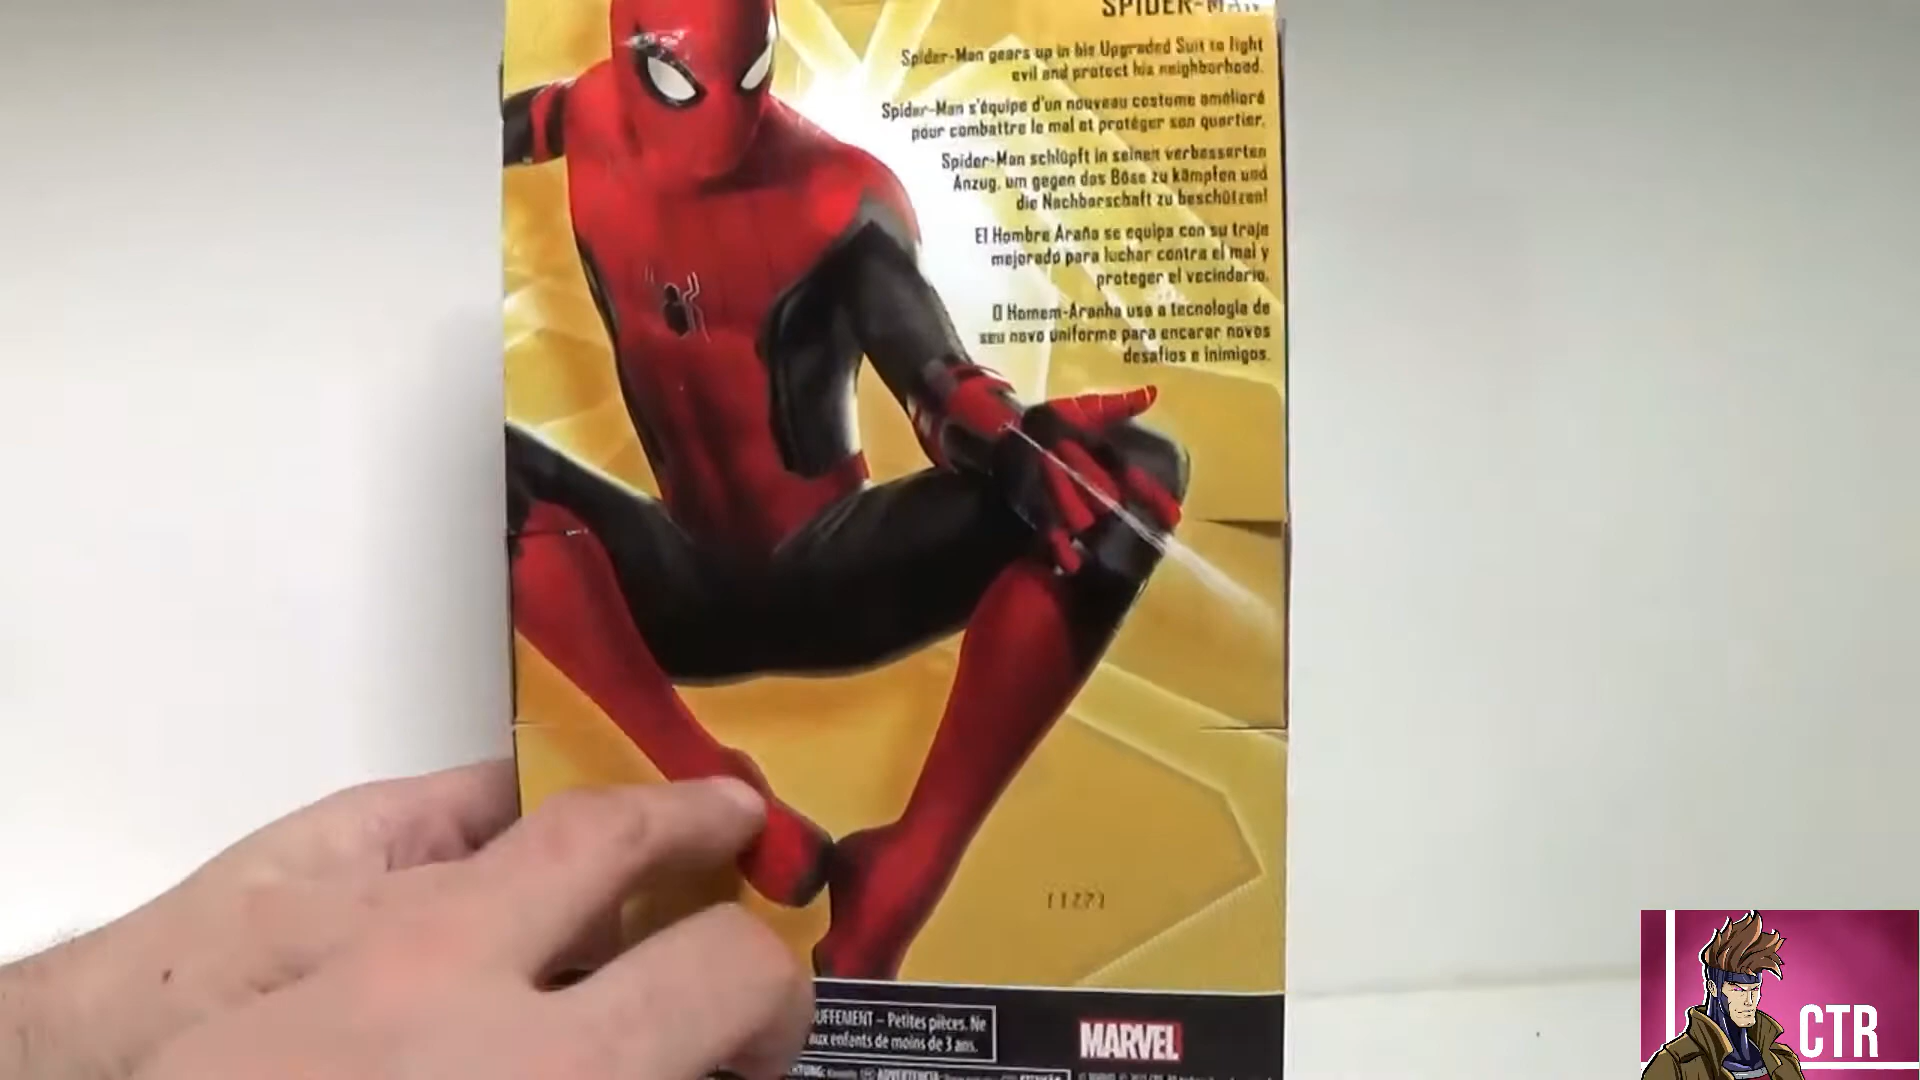 SPIDER-MAN
Spider-Man gears up in his Upgraded Suit to fight
evil and protect his neighborhood.
Spider-Man s'équipe d'un nouveau costume amélioré
pour combattre le mal et protéger son quartier.
Spider-Man schlüpft in seinen verbesserten
Anzug, um gegen das Böse zu kämpfen und
die Nachbarschaft zu beschützen!
El Hombre Araña se equipa con su traje
mejorado para luchar contra el mal y
proteger el vecindario.
O Homem-Aranha usa a tecnologia de
seu novo uniforme para encarar novos
desafios e inimigos.
UFFEMENT – Petites pièces. Ne
aux enfants de moins de 3 ans.
MARVEL
CTR